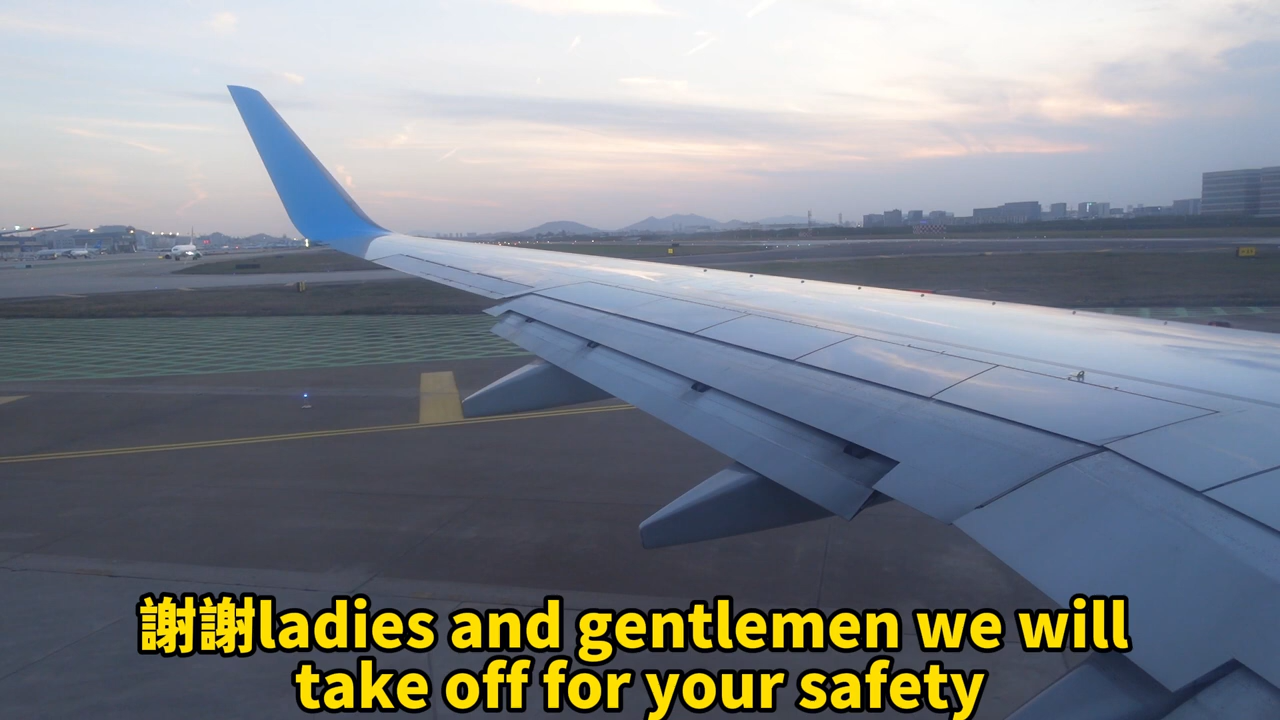 謝謝ladies and gentlemen we will
take off for your safety